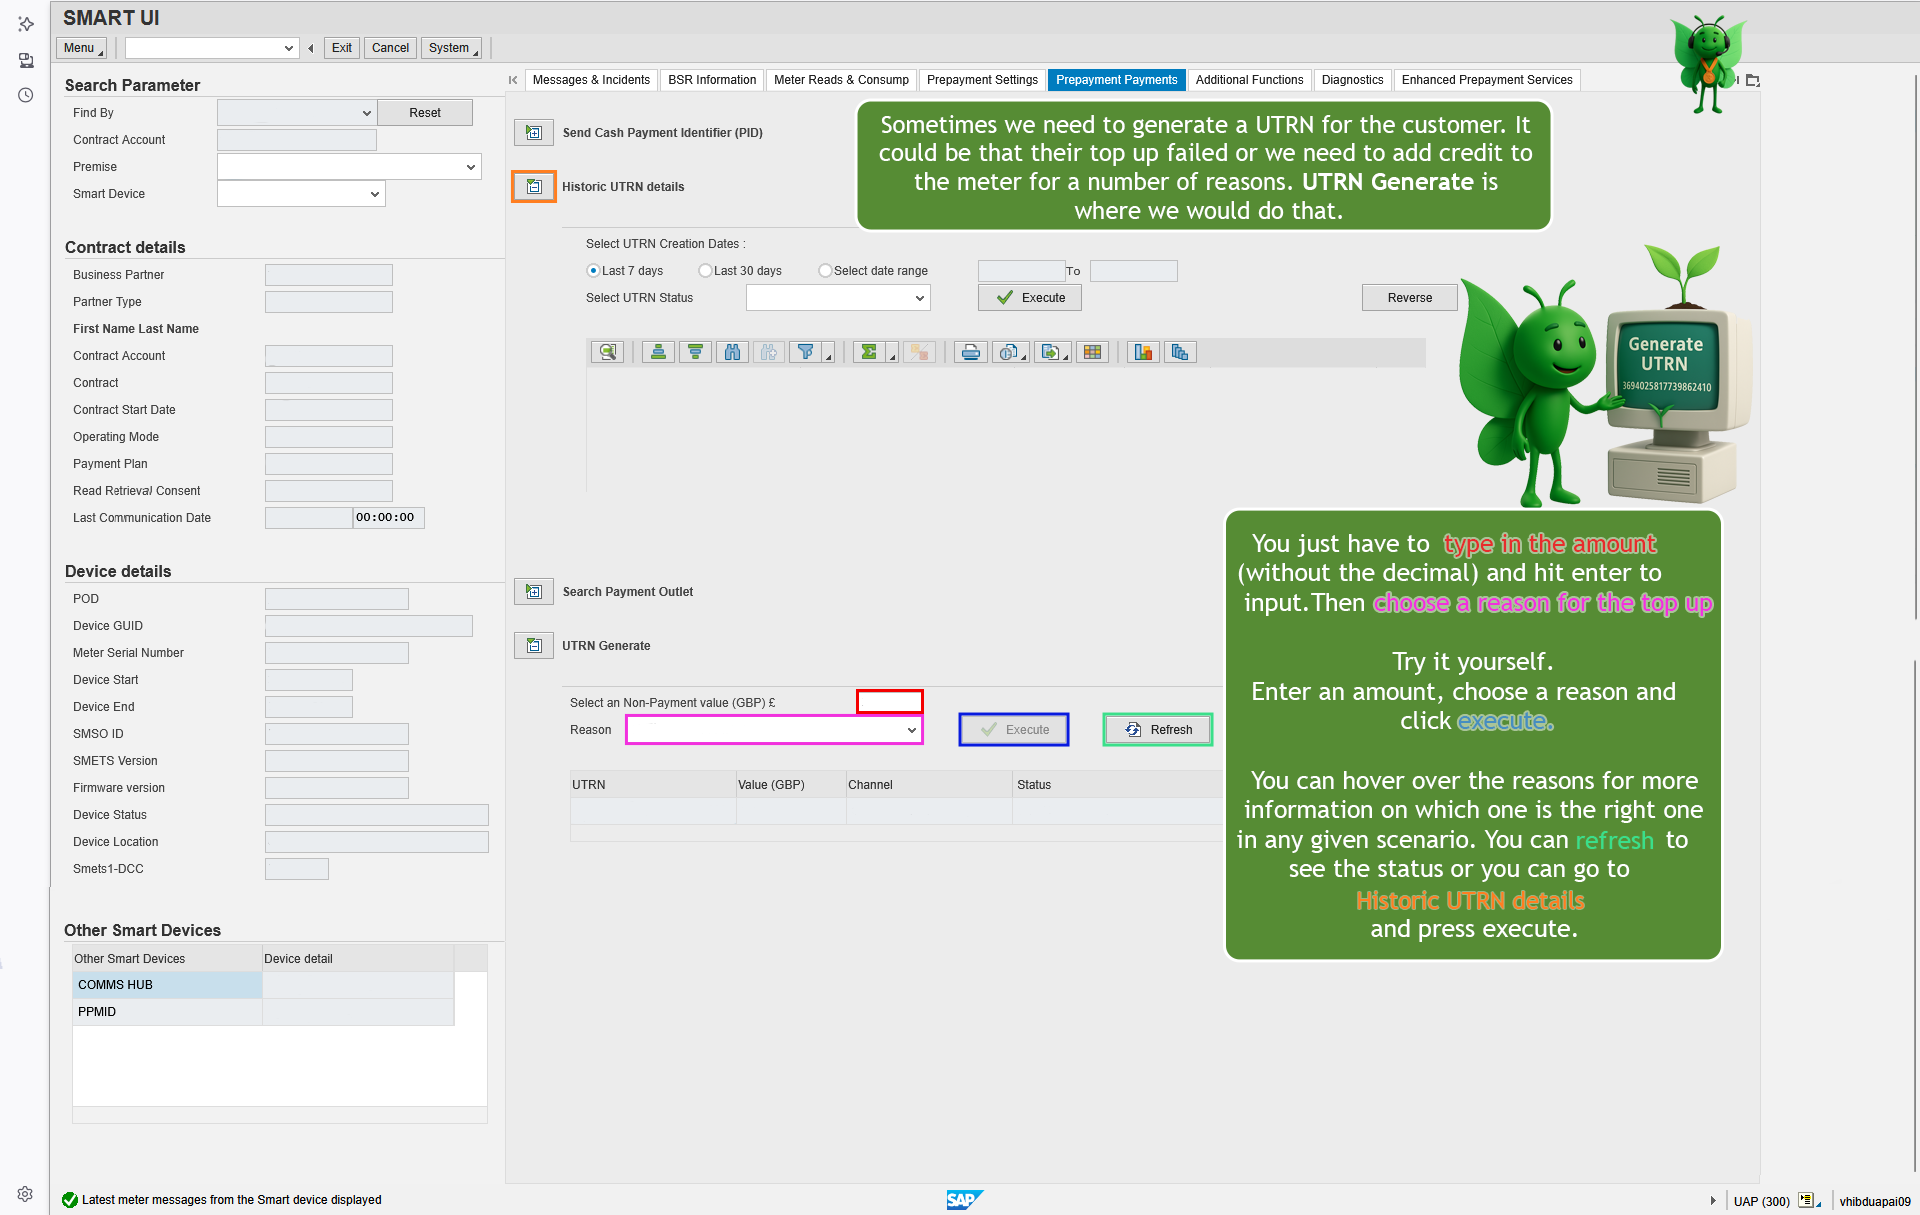 SMART UI
Menu
Exit
Cancel
System
Search Parameter
Find By
Reset
Contract Account
Premise
Smart Device
Contract details
Business Partner
Partner Type
First Name Last Name
Contract Account
Contract
Contract Start Date
Operating Mode
Payment Plan
Read Retrieval Consent
Last Communication Date
00:00:00
Device details
POD
Device GUID
Meter Serial Number
Device Start
Device End
SMSO ID
SMETS Version
Firmware version
Device Status
Device Location
Smets1-DCC
Other Smart Devices
Other Smart Devices
Device detail
COMMS HUB
PPMID
Messages & Incidents
BSR Information
Meter Reads & Consump
Prepayment Settings
Prepayment Payments
Additional Functions
Diagnostics
Enhanced Prepayment Services
Send Cash Payment Identifier (PID)
Historic UTRN details
Sometimes we need to generate a UTRN for the customer. It
could be that their top up failed or we need to add credit to
the meter for a number of reasons. UTRN Generate is
where we would do that.
Select UTRN Creation Dates :
Last 7 days
Last 30 days
Select date range
To
Select UTRN Status
Execute
Reverse
Generate
UTRN
3694025817739862410
Search Payment Outlet
UTRN Generate
Select an Non-Payment value (GBP) £
Reason
Execute
Refresh
UTRN
Value (GBP)
Channel
Status
You just have to type in the amount
(without the decimal) and hit enter to
input.Then choose a reason for the top up
Try it yourself.
Enter an amount, choose a reason and
click execute.
You can hover over the reasons for more
information on which one is the right one
in any given scenario. You can refresh to
see the status or you can go to
Historic UTRN details
and press execute.
Latest meter messages from the Smart device displayed
SAP
UAP (300)
vhibduapai09